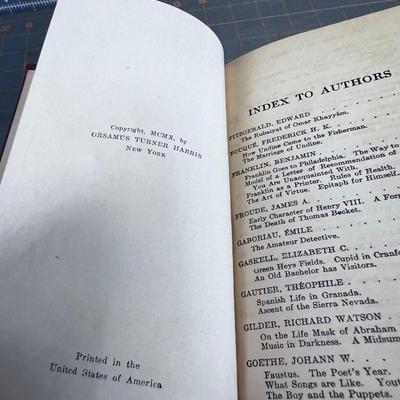 Copyright, MCMX, by
ORSAMUS TURNER HARRIS
NEW YORK
Printed in the
United States of America
INDEX TO AUTHORS
FITZGERALD, EDWARD
The Rubaiyat of Omar Khayyám.
FOUQUÉ, FREDERICK H. K.
How Undine Came to the Fisherman.
The Marriage of Undine.
FRANKLIN, BENJAMIN
Franklin Goes to Philadelphia. The Way to
Model of a Letter of Recommendation of
You Are Unacquainted With.
Franklin as a Printer. Rules of Health.
The Art of Virtue. Epitaph for Himself.
FROUDE, JAMES A.
Early Character of Henry VIII. A
The Death of Thomas Becket.
GABORIAU, ÉMILE
The Amateur Detective.
GASKELL, ELIZABETH C.
Green Heys Fields. Cupid in
An Old Bachelor has Visitors.
GAUTIER, THÉOPHILE
Spanish Life in Granada.
Ascent of the Sierra Nevada.
GILDER, RICHARD WATSON
On the Life Mask of Abraham
Music in Darkness. A
GOETHE, JOHANN W.
Faustus. The Poet's Year.
What Songs are Like.
The Boy and the Puppets.